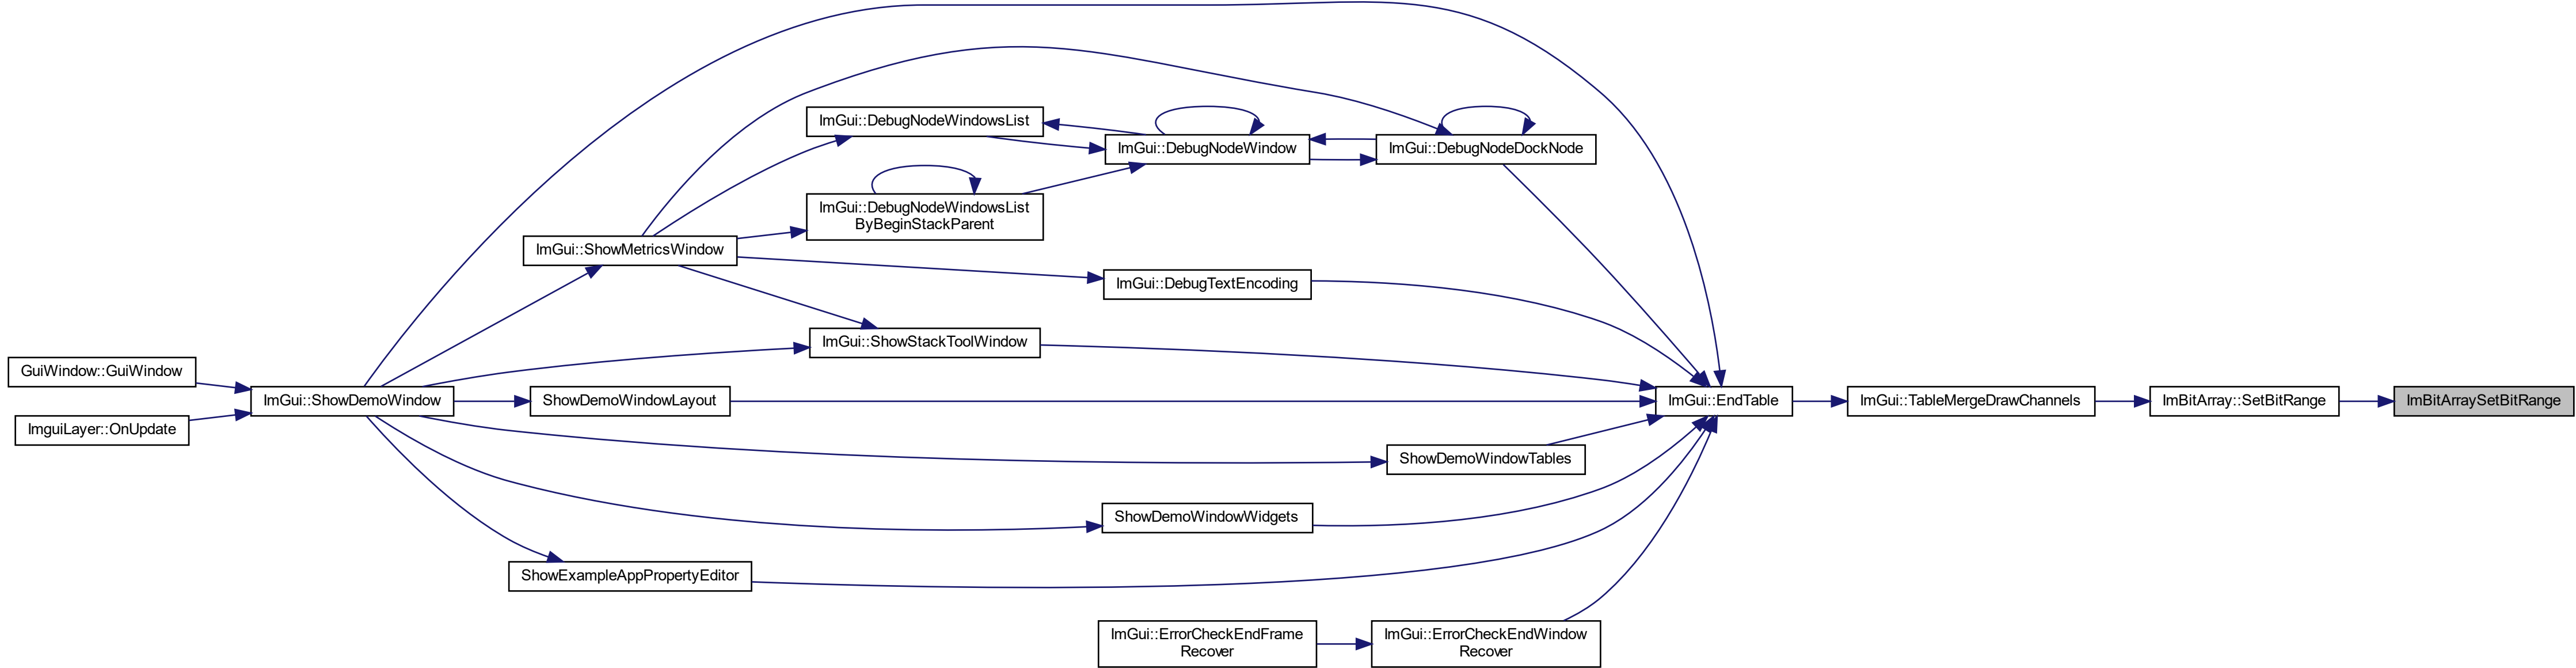 ImGui::DebugNodeWindowsList
ImGui::DebugNodeWindow
ImGui::DebugNodeDockNode
ImGui::DebugNodeWindowsList
ByBeginStackParent
ImGui::ShowMetricsWindow
ImGui::DebugTextEncoding
ImGui::ShowStackToolWindow
GuiWindow::GuiWindow
ImGui::ShowDemoWindow
ShowDemoWindowLayout
ImGui::EndTable
ImGui::TableMergeDrawChannels
ImBitArray::SetBitRange
ImBitArraySetBitRange
ImguiLayer::OnUpdate
ShowDemoWindowTables
ShowDemoWindowWidgets
ShowExampleAppPropertyEditor
ImGui::ErrorCheckEndFrame
Recover
ImGui::ErrorCheckEndWindow
Recover